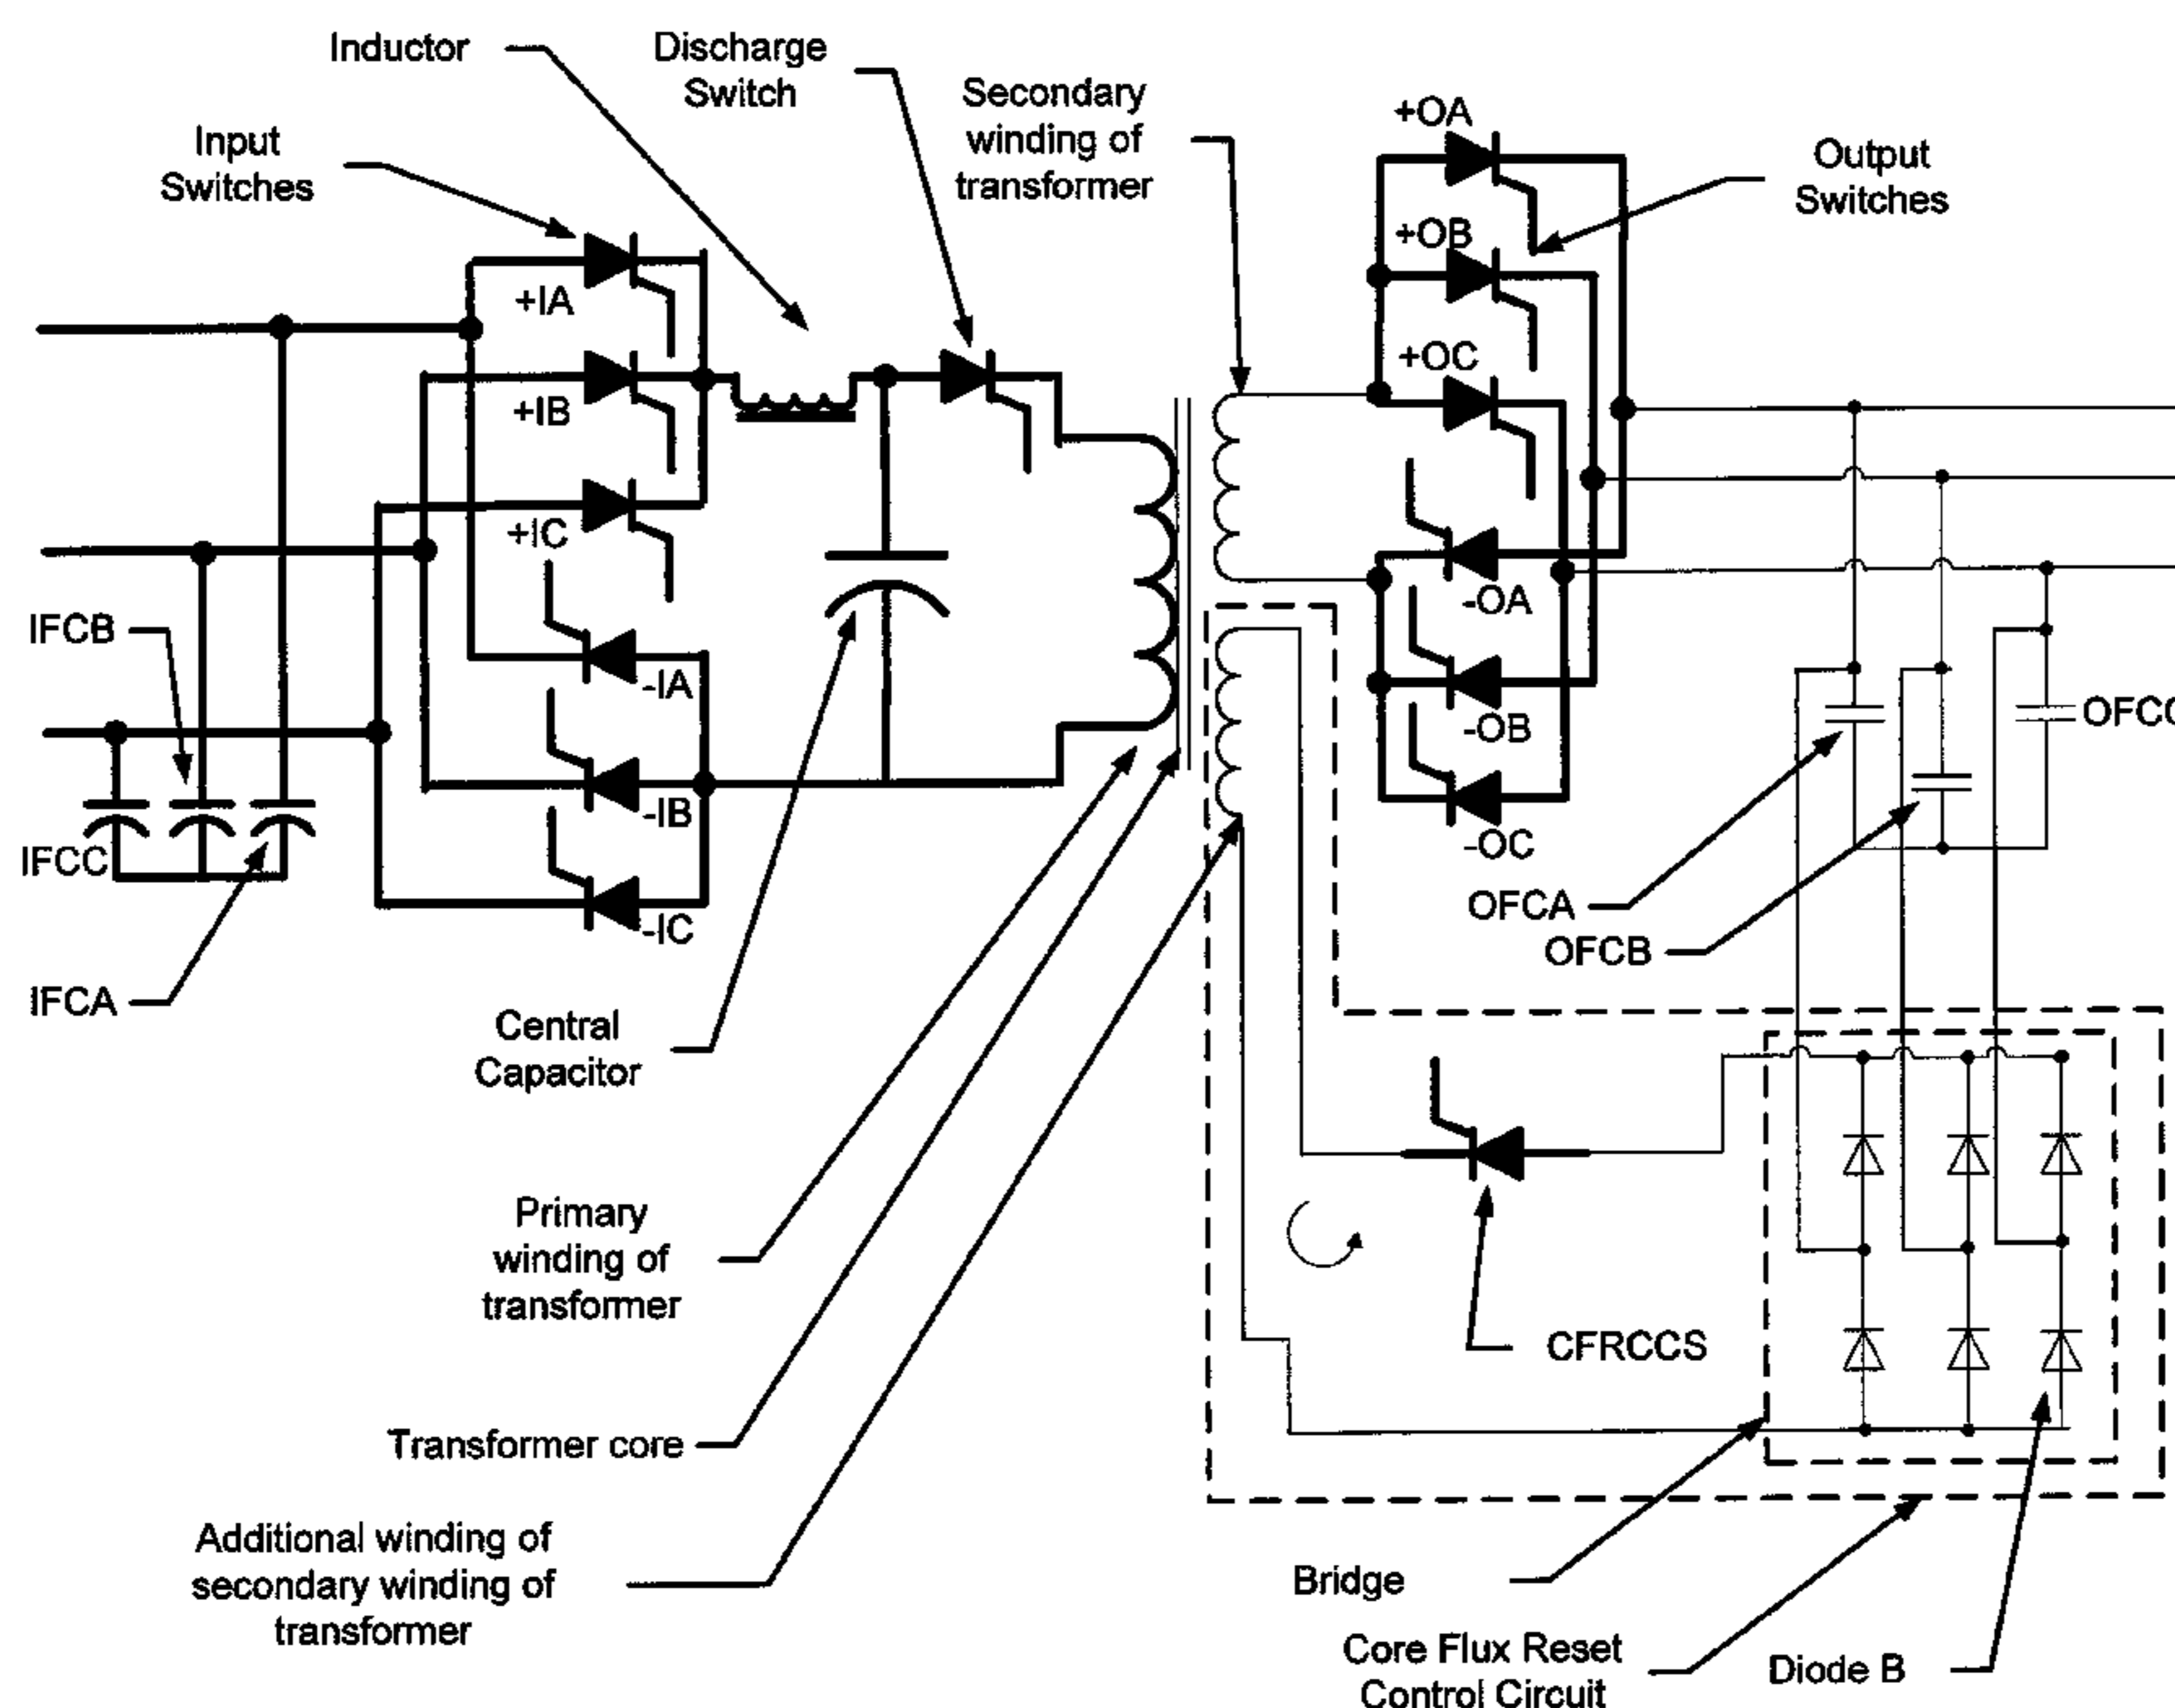 Inductor
Discharge
Switch
Secondary
winding of
transformer
Input
Switches
+OA
Output
Switches
+OB
+IA
+OC
+IB
+IC
-OA
IFCB
-IA
-OB
OFCC
-IB
-OC
IFCC
OFCA
-IC
OFCB
IFCA
Central
Capacitor
Primary
winding of
transformer
CFRCCS
Transformer core
Additional winding of
secondary winding of
transformer
Bridge
Core Flux Reset
Control Circuit
Diode B